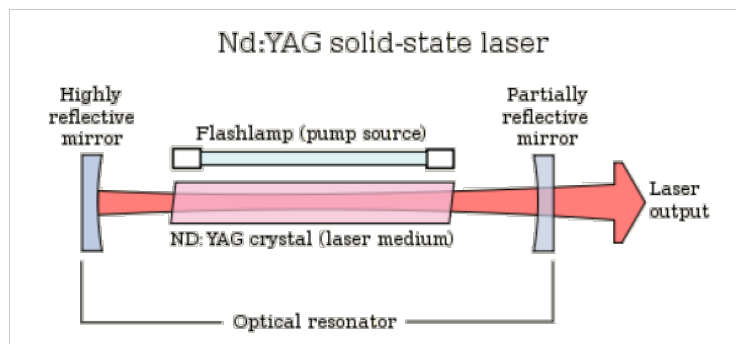 Nd:YAG solid-state laser
Highly
reflective
mirror
Flashlamp (pump source)
Partially
reflective
mirror
Laser
output
ND: YAG crystal (laser medium)
Optical resonator